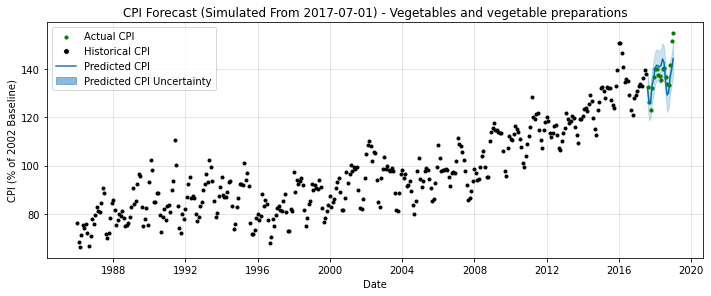 CPI Forecast (Simulated From 2017-07-01) - Vegetables and vegetable preparations
Actual CPI
Historical CPI
Predicted CPI
Predicted CPI Uncertainty
CPI (% of 2002 Baseline)
140
120
100
80
1988
1992
1996
2000
2004
2008
2012
2016
2020
Date